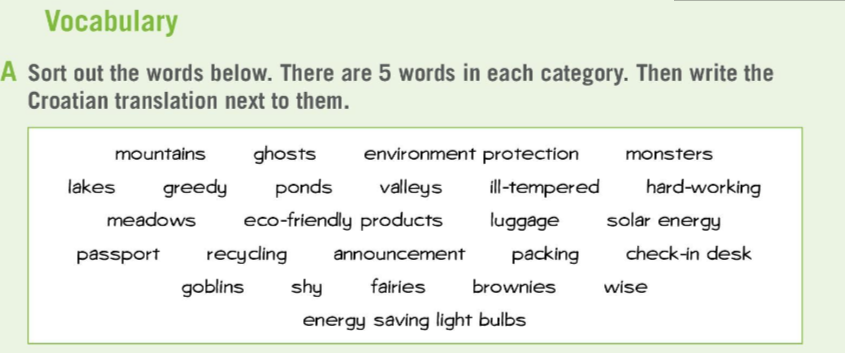 Vocabulary
A Sort out the words below. There are 5 words in each category. Then write the
Croatian translation next to them.
mountains ghosts environment protection monsters
lakes greedy ponds valleys ill-tempered hard-working
meadows eco-friendly products luggage solar energy
passport recycling announcement packing check-in desk
goblins shy fairies brownies wise
energy saving light bulbs